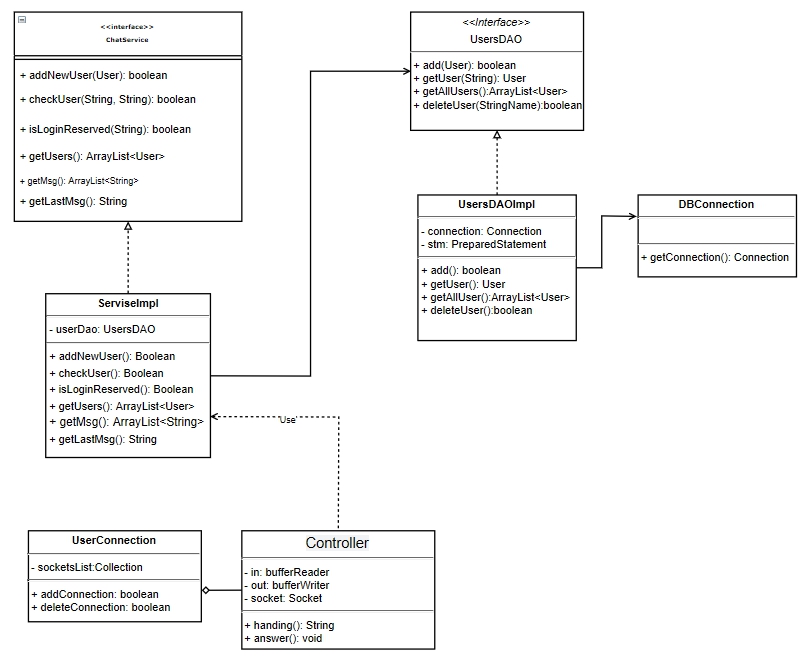 <<interface>>
ChatService
+ addNewUser(User): boolean
+ checkUser(String, String): boolean
+ isLoginReserved(String): boolean
+ getUsers(): ArrayList<User>
+ getMsg(): ArrayList<String>
+ getLastMsg(): String
<<Interface>>
UsersDAO
+ add(User): boolean
+ getUser(String): User
+ getAllUsers():ArrayList<User>
+ deleteUser(StringName):boolean
UsersDAOImpl
- connection: Connection
- stm: PreparedStatement
+ add(): boolean
+ getUser(): User
+ getAllUser():ArrayList<User>
+ deleteUser():boolean
DBConnection
+ getConnection(): Connection
ServiseImpl
- userDao: UsersDAO
+ addNewUser(): Boolean
+ checkUser(): Boolean
+ isLoginReserved(): Boolean
+ getUsers(): ArrayList<User>
+ getMsg(): ArrayList<String>
+ getLastMsg(): String
Use
UserConnection
- socketsList:Collection
+ addConnection: boolean
+ deleteConnection: boolean
Controller
- in: bufferReader
- out: bufferWriter
- socket: Socket
+ handing(): String
+ answer(): void